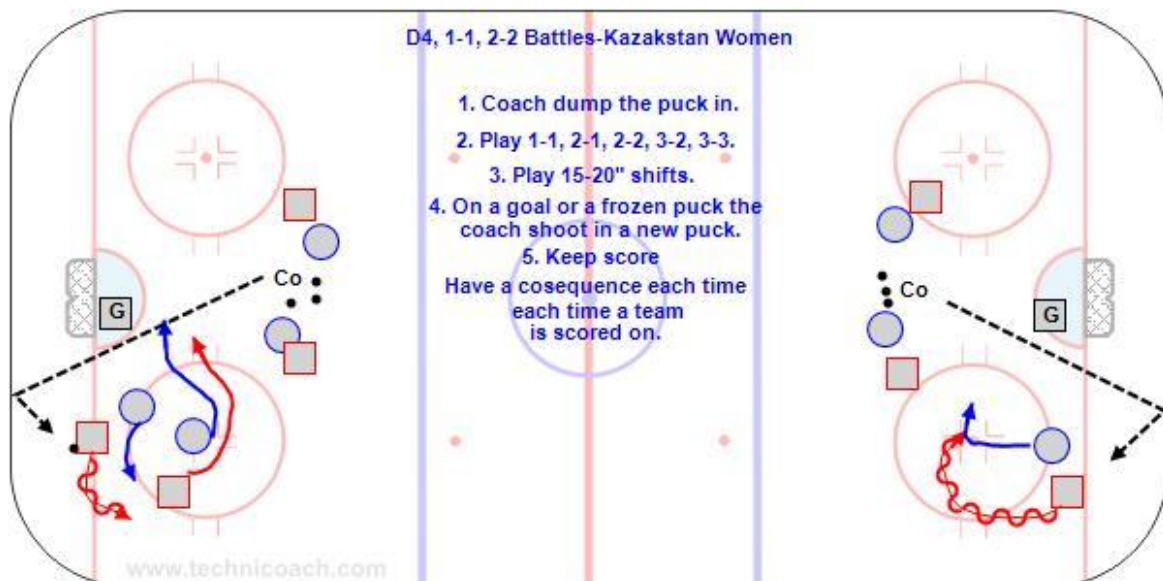 D4, 1-1, 2-2 Battles-Kazakstan Women
1. Coach dump the puck in.
2. Play 1-1, 2-1, 2-2, 3-2, 3-3.
3. Play 15-20" shifts.
4. On a goal or a frozen puck the
coach shoot in a new puck.
5. Keep score
Have a cosequence each time
each time a team
is scored on.
Co
Co
G
G
www.technicoach.com